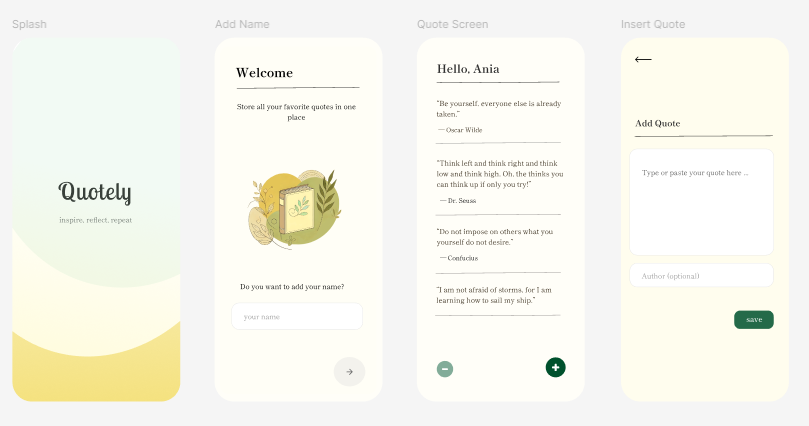 Splash
Add Name
Quote Screen
Insert Quote
Quotely
inspire, reflect, repeat
Welcome
Store all your favorite quotes in one
place
Do you want to add your name?
your name
Hello, Ania
"Be yourself, everyone else is already
taken."
— Oscar Wilde
"Think left and think right and think
low and think high. Oh, the thinks you
can think up if only you try!"
— Dr. Seuss
"Do not impose on others what you
yourself do not desire."
— Confucius
"I am not afraid of storms, for I am
learning how to sail my ship."
Add Quote
Type or paste your quote here ...
Author (optional)
save